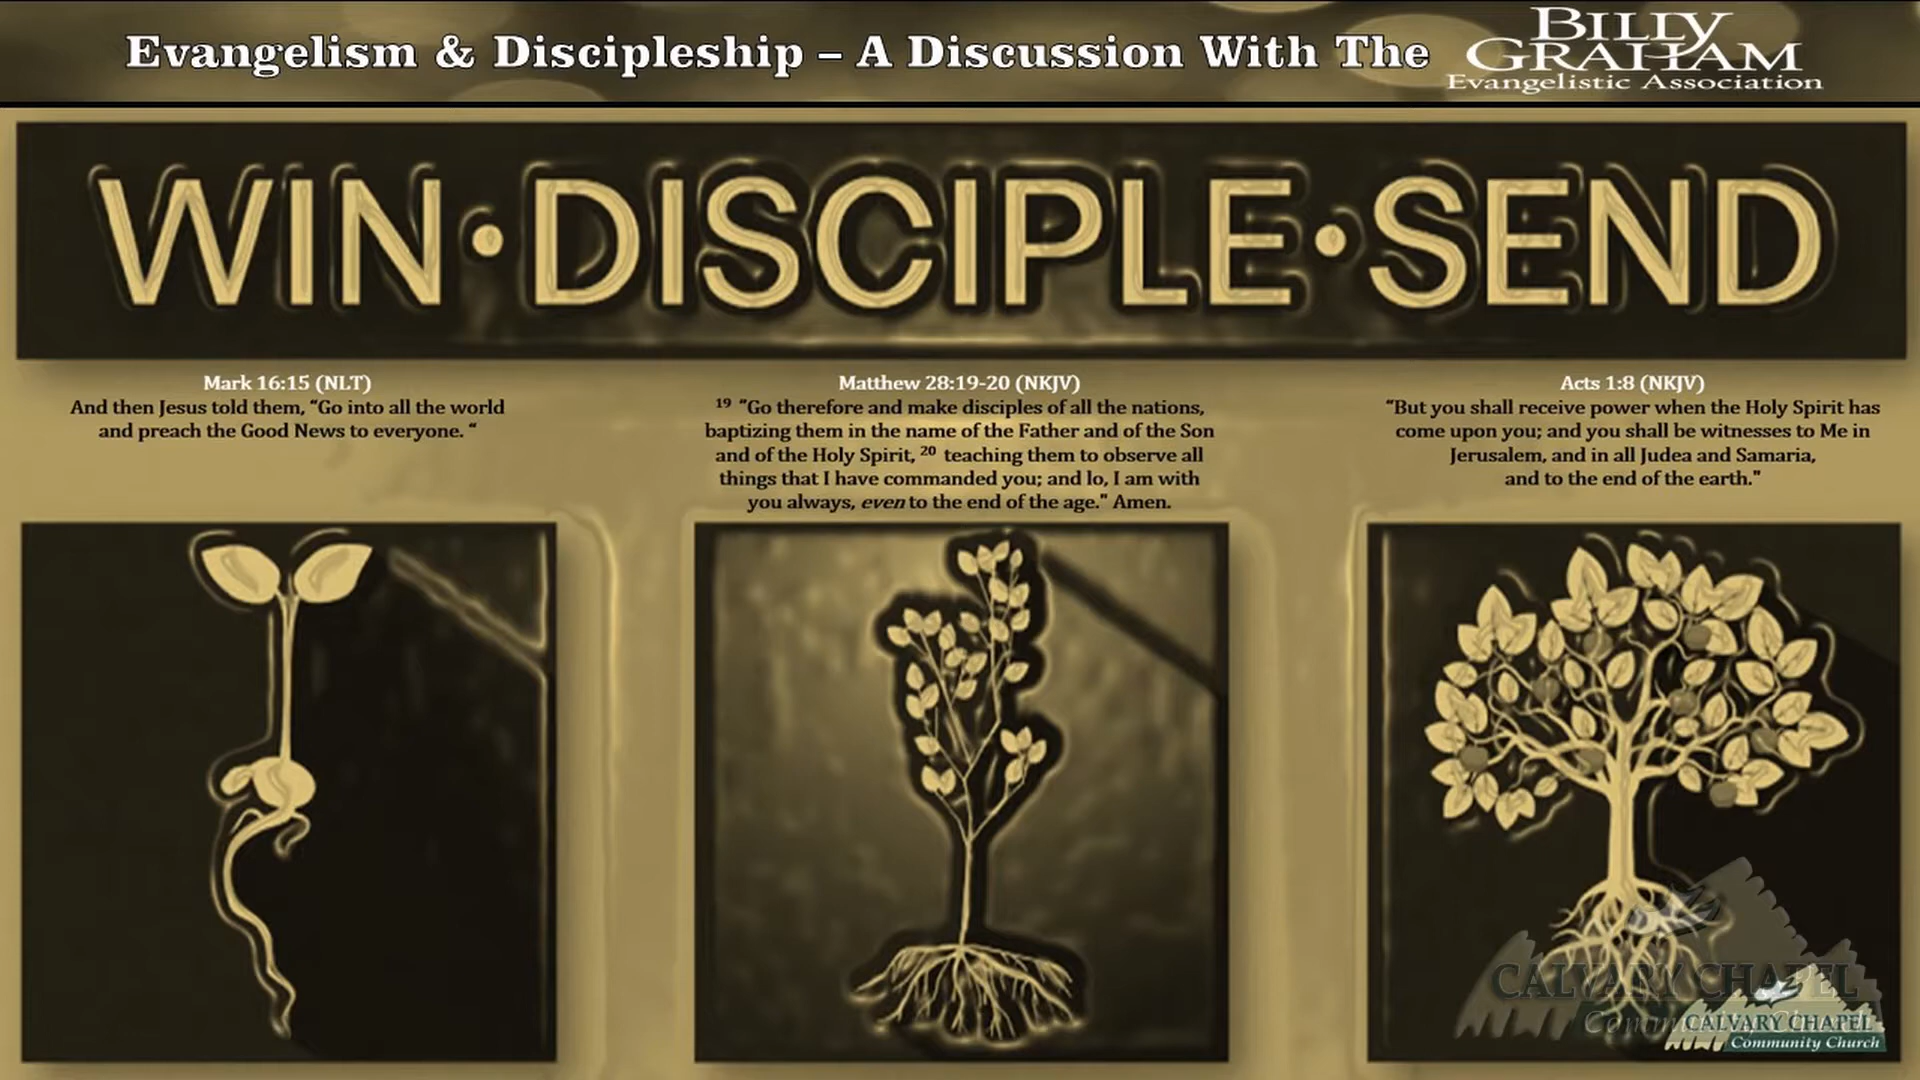 Evangelism & Discipleship – A Discussion With The
BILLY
GRAHAM
Evangelistic Association
WIN·DISCIPLE·SEND
Mark 16:15 (NLT)
And then Jesus told them, “Go into all the world
and preach the Good News to everyone. “
Matthew 28:19-20 (NKJV)
19 “Go therefore and make disciples of all the nations,
baptizing them in the name of the Father and of the Son
and of the Holy Spirit, 20 teaching them to observe all
things that I have commanded you; and lo, I am with
you always, even to the end of the age." Amen.
Acts 1:8 (NKJV)
“But you shall receive power when the Holy Spirit has
come upon you; and you shall be witnesses to Me in
Jerusalem, and in all Judea and Samaria,
and to the end of the earth."
CALVARY CHAPEL
CALVARY CHAPEL
Community Church